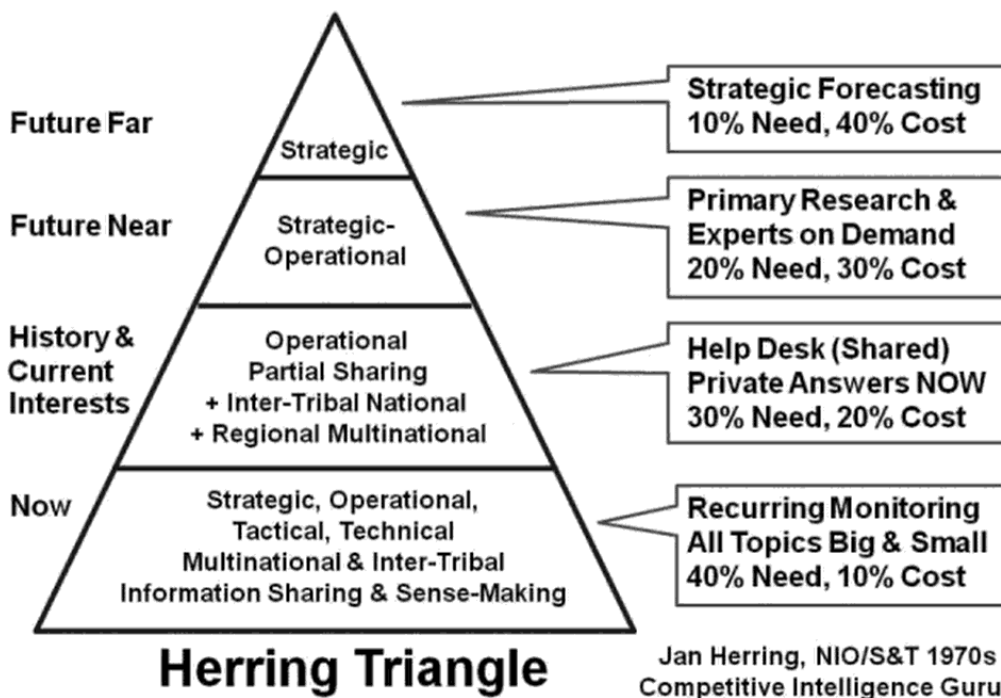 Future Far
Strategic
Strategic Forecasting
10% Need, 40% Cost
Future Near
Strategic-
Operational
Primary Research &
Experts on Demand
20% Need, 30% Cost
History &
Current
Interests
Operational
Partial Sharing
+ Inter-Tribal National
+ Regional Multinational
Help Desk (Shared)
Private Answers NOW
30% Need, 20% Cost
Now
Strategic, Operational,
Tactical, Technical
Multinational & Inter-Tribal
Information Sharing & Sense-Making
Recurring Monitoring
All Topics Big & Small
40% Need, 10% Cost
Herring Triangle
Jan Herring, NIO/S&T 1970s
Competitive Intelligence Guru